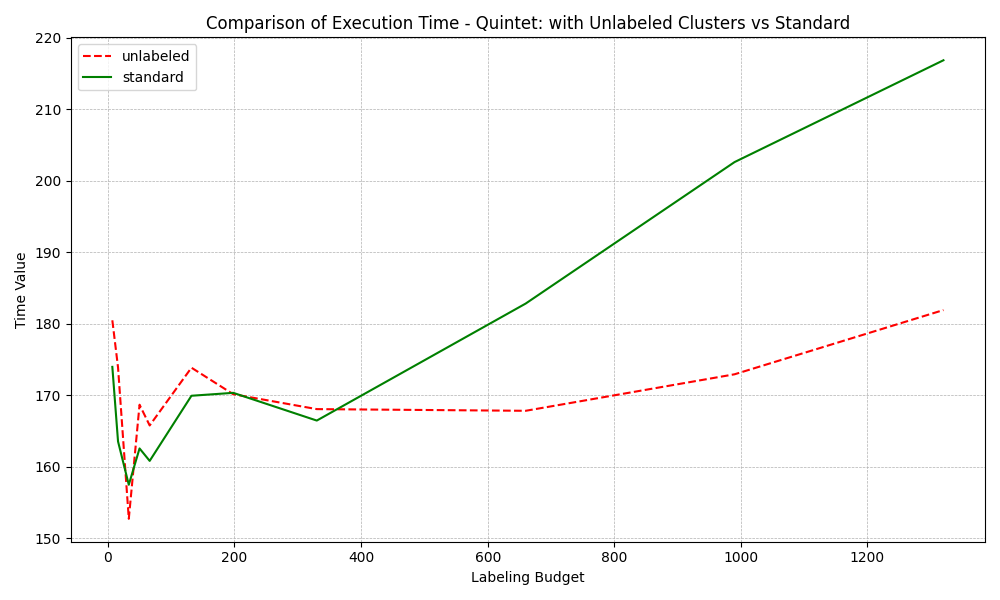 Comparison of Execution Time - Quintet: with Unlabeled Clusters vs Standard
unlabeled
standard
Time Value
220
210
200
190
180
170
160
150
0 200 400 600 800 1000 1200
Labeling Budget